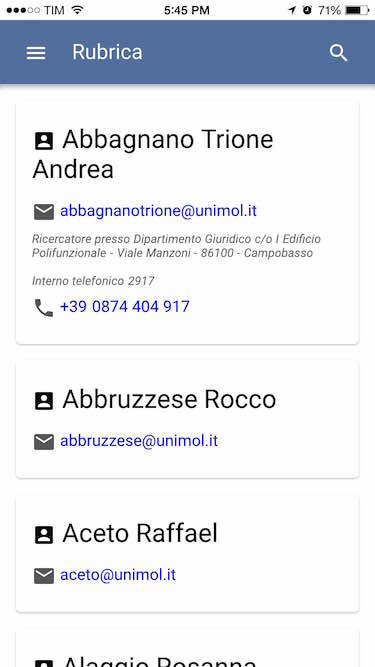 TIM 5:45 PM 71%
Rubrica
Abbagnano Trione
Andrea
abbagnanotrione@unimol.it
Ricercatore presso Dipartimento Giuridico c/o I Edificio
Polifunzionale - Viale Manzoni - 86100 - Campobasso
Interno telefonico 2917
+39 0874 404 917
Abbruzzese Rocco
abbruzzese@unimol.it
Aceto Raffael
aceto@unimol.it
Alaggio Rosanna